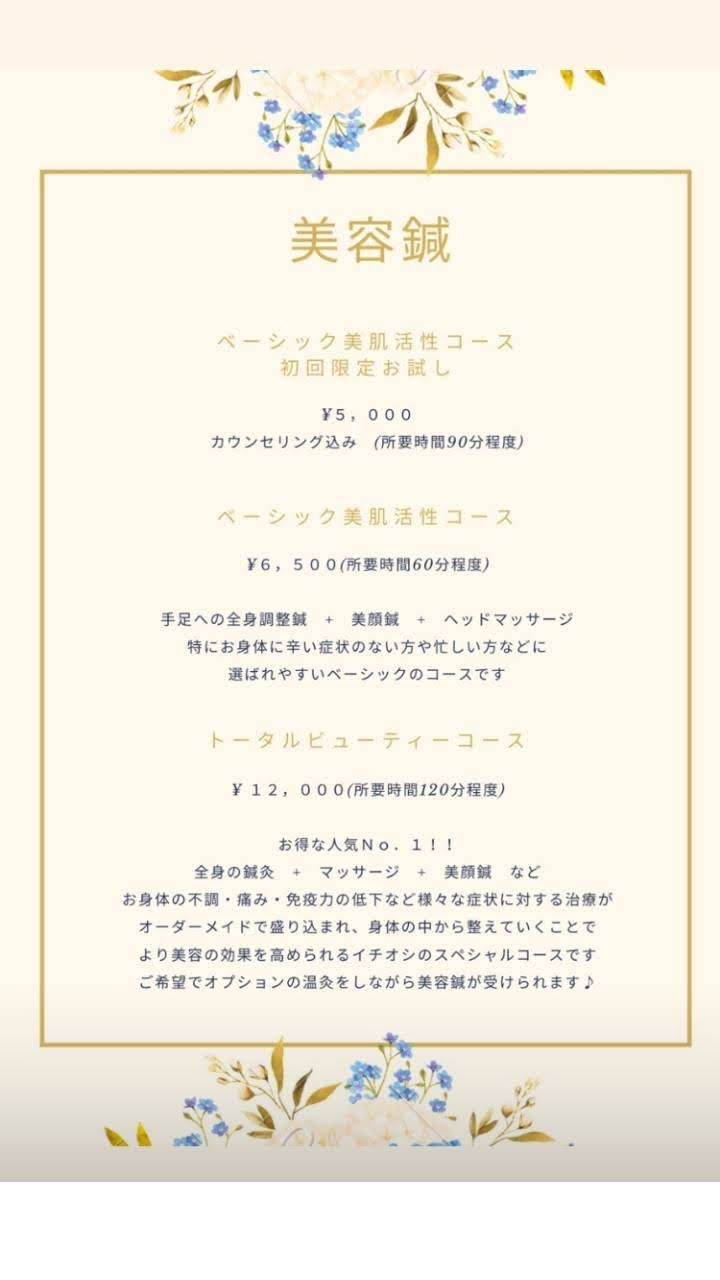 美容鍼
ベーシック美肌活性コース
初回限定お試し
¥５，０００
カウンセリング込み　(所要時間90分程度)
ベーシック美肌活性コース
¥６，５００(所要時間60分程度)
手足への全身調整鍼　+　美顔鍼　+　ヘッドマッサージ
特にお身体に辛い症状のない方や忙しい方などに
選ばれやすいベーシックのコースです
トータルビューティーコース
¥ １２，０００(所要時間120分程度)
お得な人気Ｎｏ．１！！
全身の鍼灸　+　マッサージ　+　美顔鍼　など
お身体の不調・痛み・免疫力の低下など様々な症状に対する治療が
オーダーメイドで盛り込まれ、身体の中から整えていくことで
より美容の効果を高められるイチオシのスペシャルコースです
ご希望でオプションの温灸をしながら美容鍼が受けられます♪